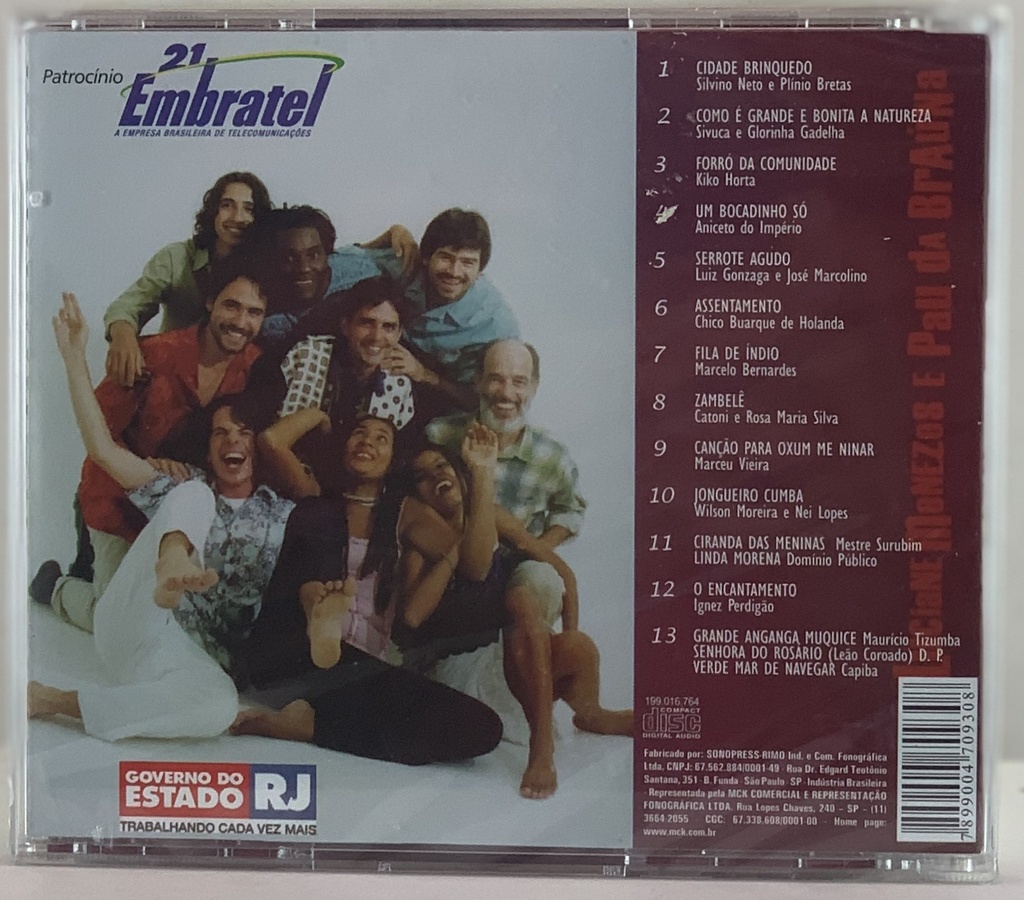 Patrocínio
21
Embratel
A EMPRESA BRASILEIRA DE TELECOMUNICAÇÕES
1 CIDADE BRINQUEDO
Silvino Neto e Plínio Bretas
2 COMO É GRANDE E BONITA A NATUREZA
Sivuca e Glorinha Gadelha
3 FORRÓ DA COMUNIDADE
Kiko Horta
4 UM BOCADINHO SÓ
Aniceto do Império
5 SERROTE AGUDO
Luiz Gonzaga e José Marcolino
6 ASSENTAMENTO
Chico Buarque de Holanda
7 FILA DE ÍNDIO
Marcelo Bernardes
8 ZAMBELÊ
Catoni e Rosa Maria Silva
9 CANÇÃO PARA OXUM ME NINAR
Marceu Vieira
10 JONGUEIRO CUMBA
Wilson Moreira e Nei Lopes
11 CIRANDA DAS MENINAS Mestre Surubim
LINDA MORENA Domínio Público
12 O ENCANTAMENTO
Ignez Perdigão
13 GRANDE ANGANGA MUQUICE Maurício Tizumba
SENHORA DO ROSÁRIO (Leão Coroado) D. P.
VERDE MAR DE NAVEGAR Capiba
E Pau da BrAúna
199.016.764
COMPACT
disc
DIGITAL AUDIO
Fabricado por: SONOPRESS-RIMO Ind. e Com. Fonográfica
Ltda. CNPJ: 67.562.884/0001-49 - Rua Dr. Edgard Teotônio
Santana, 351 - B. Funda - São Paulo - SP - Indústria Brasileira
- Representada pela MCK COMERCIAL E REPRESENTAÇÃO
FONOGRÁFICA LTDA. Rua Lopes Chaves, 240 - SP - (11)
3664 2055 CGC: 67.338.608/0001-00 - Home page:
www.mck.com.br
7899004709308
GOVERNO DO
ESTADO RJ
TRABALHANDO CADA VEZ MAIS